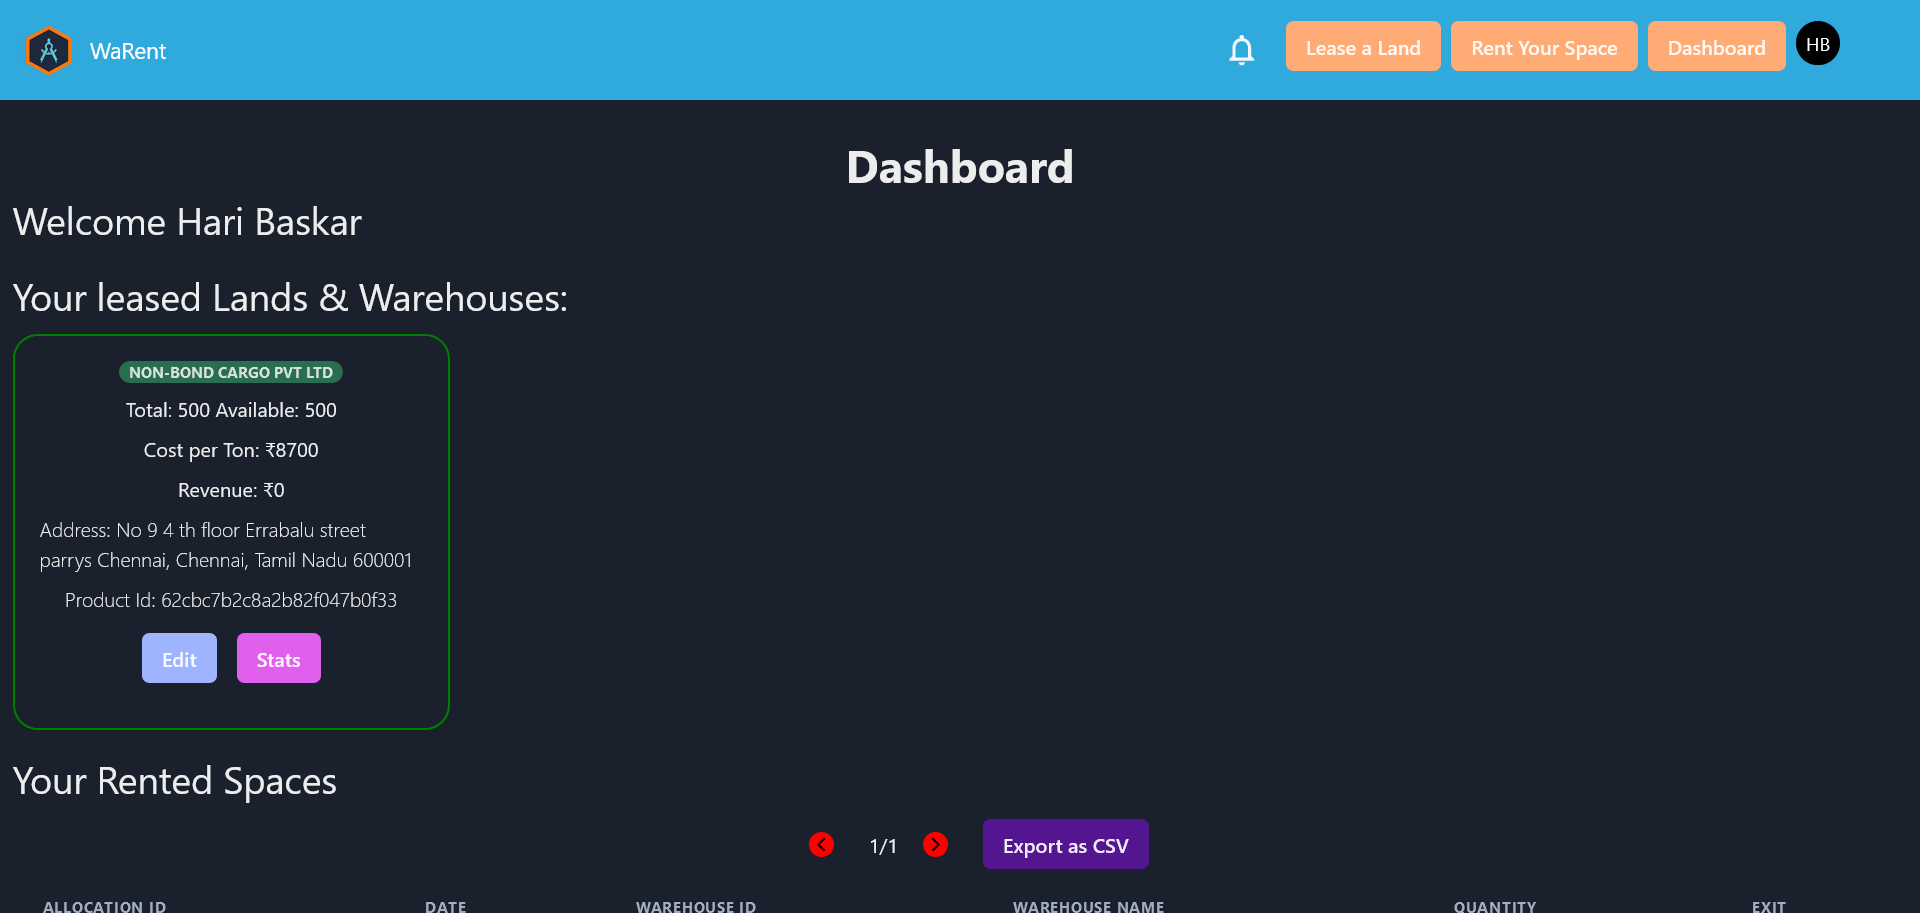 WaRent
Lease a Land
Rent Your Space
Dashboard
HB
Dashboard
Welcome Hari Baskar
Your leased Lands & Warehouses:
NON-BOND CARGO PVT LTD
Total: 500 Available: 500
Cost per Ton: ₹8700
Revenue: ₹0
Address: No 9 4 th floor Errabalu street
parrys Chennai, Chennai, Tamil Nadu 600001
Product Id: 62cbc7b2c8a2b82f047b0f33
Edit
Stats
Your Rented Spaces
1/1
Export as CSV
ALLOCATION ID
DATE
WAREHOUSE ID
WAREHOUSE NAME
QUANTITY
EXIT